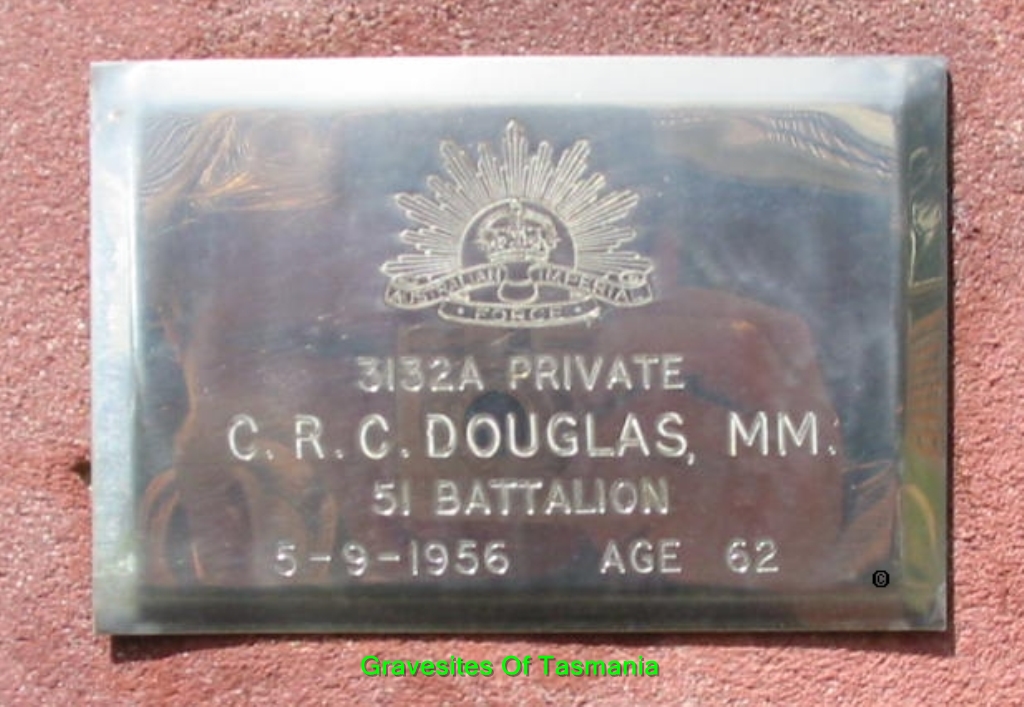 AUSTRALIAN IMPERIAL
FORCE
3132A PRIVATE
C. R. C. DOUGLAS, MM.
51 BATTALION
5-9-1956 AGE 62
©
Gravesites Of Tasmania